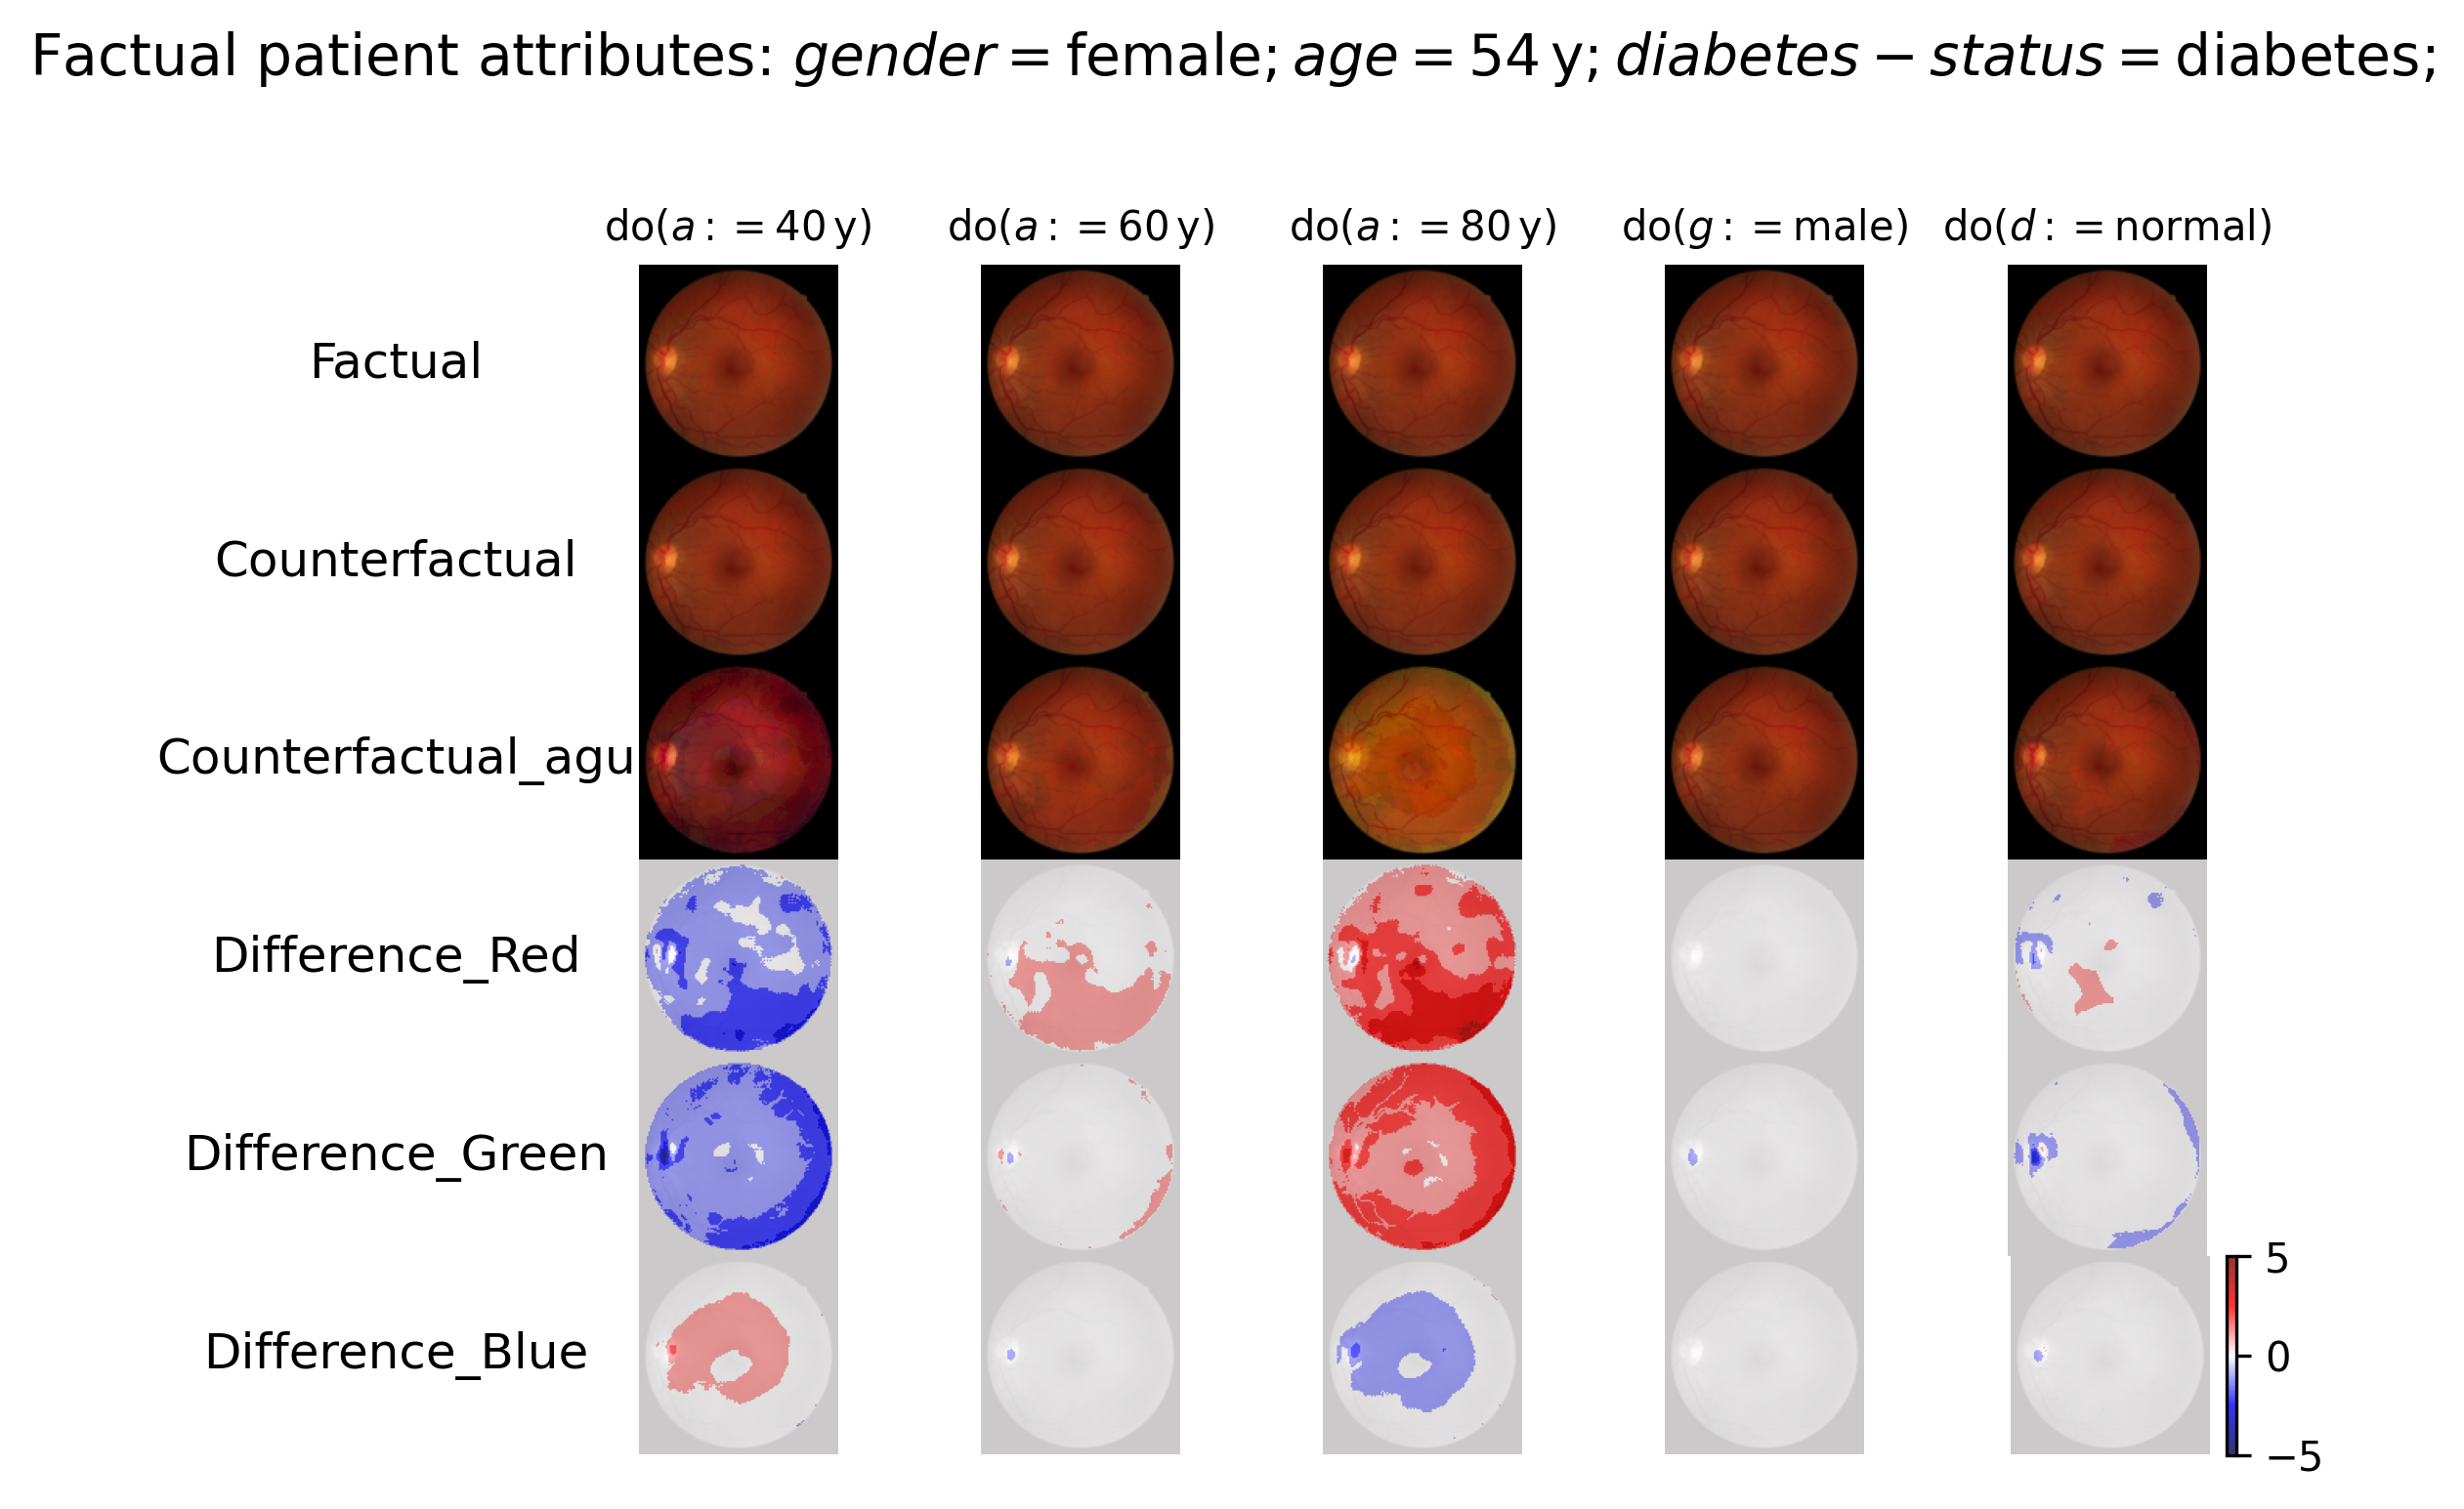 Factual patient attributes: gender = female; age = 54 y; diabetes − status = diabetes;
do(a : = 40 y) do(a : = 60 y) do(a : = 80 y) do(g : = male) do(d : = normal)
Factual
Counterfactual
Counterfactual_agu
Difference_Red
Difference_Green
Difference_Blue
5
0
−5